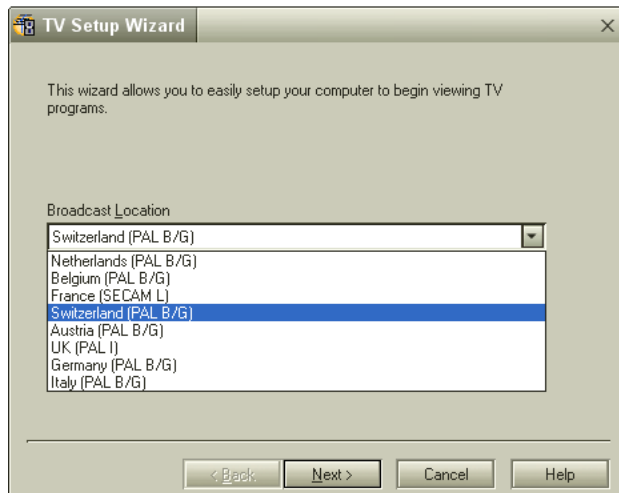 TV Setup Wizard
This wizard allows you to easily setup your computer to begin viewing TV
programs.
Broadcast Location
Switzerland (PAL B/G)
Netherlands (PAL B/G)
Belgium (PAL B/G)
France (SECAM L)
Switzerland (PAL B/G)
Austria (PAL B/G)
UK (PAL I)
Germany (PAL B/G)
Italy (PAL B/G)
< Back Next > Cancel Help